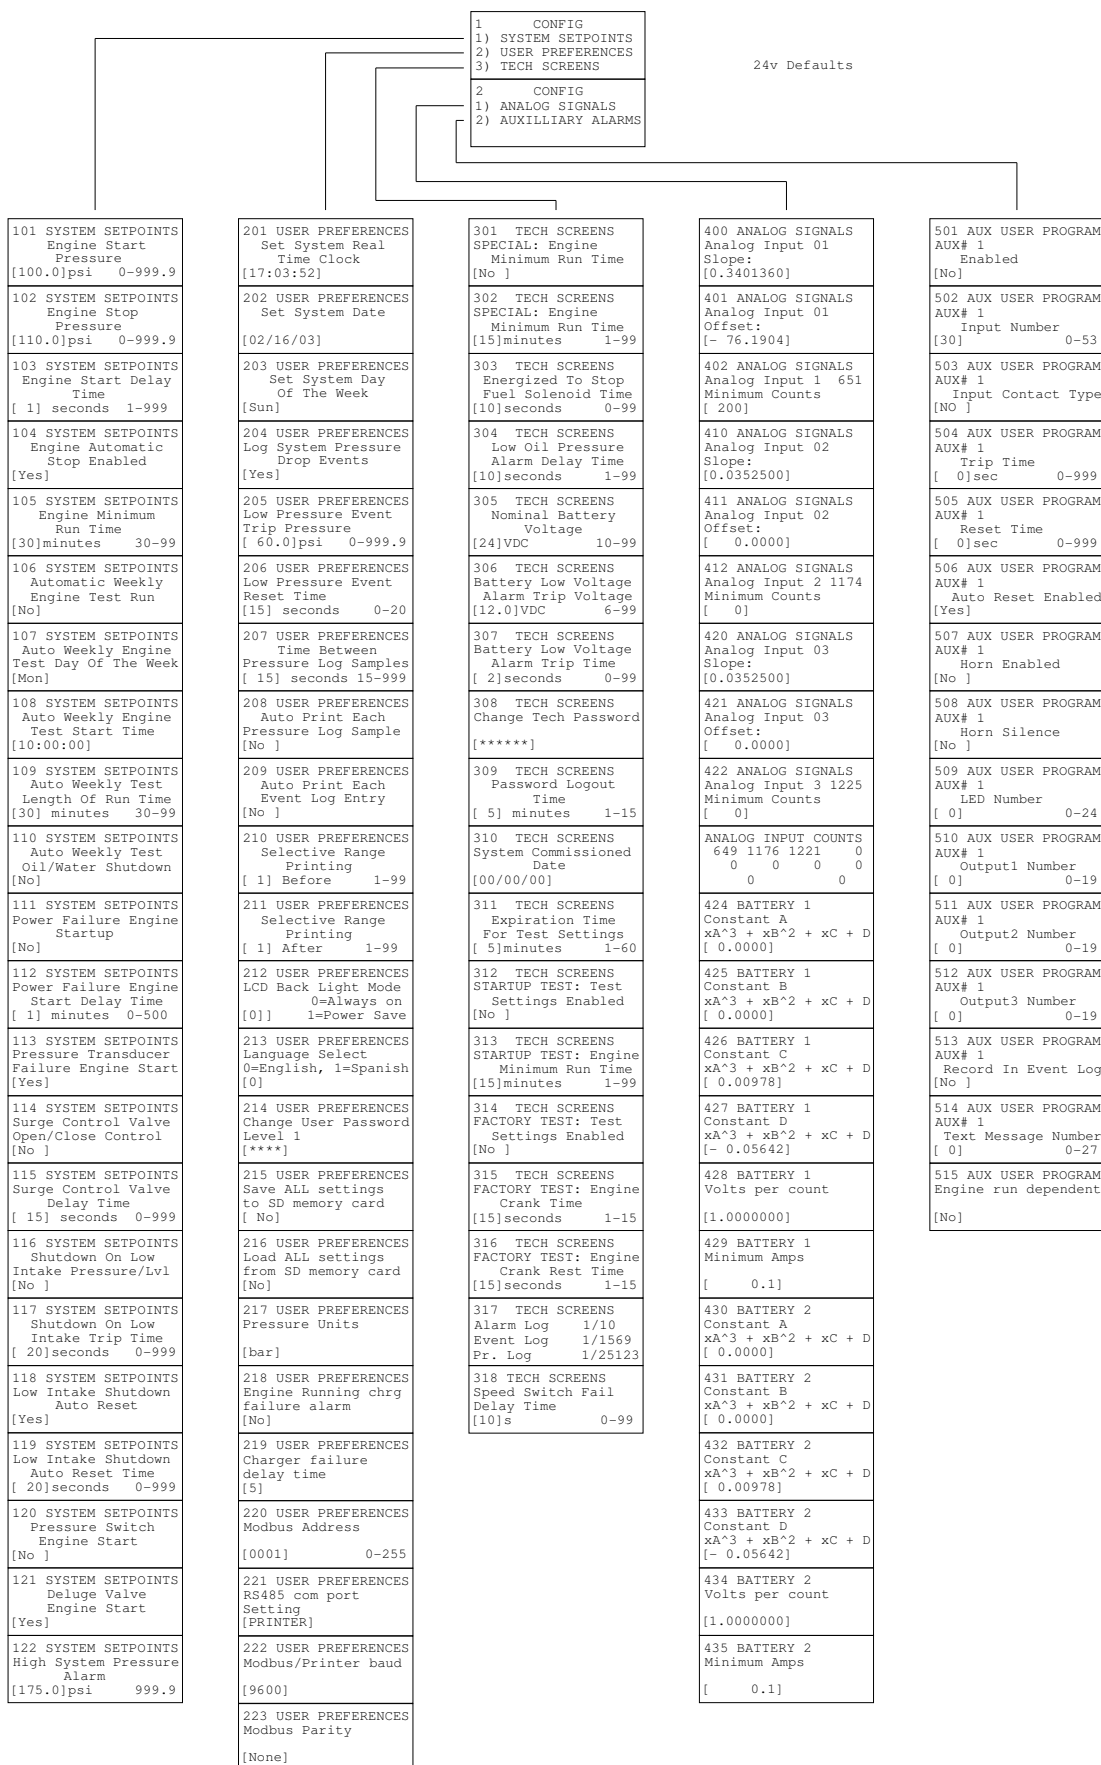 1 CONFIG
1) SYSTEM SETPOINTS
2) USER PREFERENCES
3) TECH SCREENS
24v Defaults
2 CONFIG
1) ANALOG SIGNALS
2) AUXILLIARY ALARMS
101 SYSTEM SETPOINTS
Engine Start
Pressure
[100.0]psi 0-999.9
102 SYSTEM SETPOINTS
Engine Stop
Pressure
[110.0]psi 0-999.9
103 SYSTEM SETPOINTS
Engine Start Delay
Time
[ 1] seconds 1-999
104 SYSTEM SETPOINTS
Engine Automatic
Stop Enabled
[Yes]
105 SYSTEM SETPOINTS
Engine Minimum
Run Time
[30]minutes 30-99
106 SYSTEM SETPOINTS
Automatic Weekly
Engine Test Run
[No]
107 SYSTEM SETPOINTS
Auto Weekly Engine
Test Day Of The Week
[Mon]
108 SYSTEM SETPOINTS
Auto Weekly Engine
Test Start Time
[10:00:00]
109 SYSTEM SETPOINTS
Auto Weekly Test
Length Of Run Time
[30] minutes 30-99
110 SYSTEM SETPOINTS
Auto Weekly Test
Oil/Water Shutdown
[No]
111 SYSTEM SETPOINTS
Power Failure Engine
Startup
[No]
112 SYSTEM SETPOINTS
Power Failure Engine
Start Delay Time
[ 1] minutes 0-500
113 SYSTEM SETPOINTS
Pressure Transducer
Failure Engine Start
[Yes]
114 SYSTEM SETPOINTS
Surge Control Valve
Open/Close Control
[No ]
115 SYSTEM SETPOINTS
Surge Control Valve
Delay Time
[ 15] seconds 0-999
116 SYSTEM SETPOINTS
Shutdown On Low
Intake Pressure/Lvl
[No ]
117 SYSTEM SETPOINTS
Shutdown On Low
Intake Trip Time
[ 20]seconds 0-999
118 SYSTEM SETPOINTS
Low Intake Shutdown
Auto Reset
[Yes]
119 SYSTEM SETPOINTS
Low Intake Shutdown
Auto Reset Time
[ 20]seconds 0-999
120 SYSTEM SETPOINTS
Pressure Switch
Engine Start
[No ]
121 SYSTEM SETPOINTS
Deluge Valve
Engine Start
[Yes]
122 SYSTEM SETPOINTS
High System Pressure
Alarm
[175.0]psi 999.9
201 USER PREFERENCES
Set System Real
Time Clock
[17:03:52]
202 USER PREFERENCES
Set System Date
[02/16/03]
203 USER PREFERENCES
Set System Day
Of The Week
[Sun]
204 USER PREFERENCES
Log System Pressure
Drop Events
[Yes]
205 USER PREFERENCES
Low Pressure Event
Trip Pressure
[ 60.0]psi 0-999.9
206 USER PREFERENCES
Low Pressure Event
Reset Time
[15] seconds 0-20
207 USER PREFERENCES
Time Between
Pressure Log Samples
[ 15] seconds 15-999
208 USER PREFERENCES
Auto Print Each
Pressure Log Sample
[No ]
209 USER PREFERENCES
Auto Print Each
Event Log Entry
[No ]
210 USER PREFERENCES
Selective Range
Printing
[ 1] Before 1-99
211 USER PREFERENCES
Selective Range
Printing
[ 1] After 1-99
212 USER PREFERENCES
LCD Back Light Mode
0=Always on
[0]] 1=Power Save
213 USER PREFERENCES
Language Select
0=English, 1=Spanish
[0]
214 USER PREFERENCES
Change User Password
Level 1
[****]
215 USER PREFERENCES
Save ALL settings
to SD memory card
[ No]
216 USER PREFERENCES
Load ALL settings
from SD memory card
[No]
217 USER PREFERENCES
Pressure Units
[bar]
218 USER PREFERENCES
Engine Running chrg
failure alarm
[No]
219 USER PREFERENCES
Charger failure
delay time
[5]
220 USER PREFERENCES
Modbus Address
[0001] 0-255
221 USER PREFERENCES
RS485 com port
Setting
[PRINTER]
222 USER PREFERENCES
Modbus/Printer baud
[9600]
223 USER PREFERENCES
Modbus Parity
[None]
301 TECH SCREENS
SPECIAL: Engine
Minimum Run Time
[No ]
302 TECH SCREENS
SPECIAL: Engine
Minimum Run Time
[15]minutes 1-99
303 TECH SCREENS
Energized To Stop
Fuel Solenoid Time
[10]seconds 0-99
304 TECH SCREENS
Low Oil Pressure
Alarm Delay Time
[10]seconds 1-99
305 TECH SCREENS
Nominal Battery
Voltage
[24]VDC 10-99
306 TECH SCREENS
Battery Low Voltage
Alarm Trip Voltage
[12.0]VDC 6-99
307 TECH SCREENS
Battery Low Voltage
Alarm Trip Time
[ 2]seconds 0-99
308 TECH SCREENS
Change Tech Password
[******]
309 TECH SCREENS
Password Logout
Time
[ 5] minutes 1-15
310 TECH SCREENS
System Commissioned
Date
[00/00/00]
311 TECH SCREENS
Expiration Time
For Test Settings
[ 5]minutes 1-60
312 TECH SCREENS
STARTUP TEST: Test
Settings Enabled
[No ]
313 TECH SCREENS
STARTUP TEST: Engine
Minimum Run Time
[15]minutes 1-99
314 TECH SCREENS
FACTORY TEST: Test
Settings Enabled
[No ]
315 TECH SCREENS
FACTORY TEST: Engine
Crank Time
[15]seconds 1-15
316 TECH SCREENS
FACTORY TEST: Engine
Crank Rest Time
[15]seconds 1-15
317 TECH SCREENS
Alarm Log 1/10
Event Log 1/1569
Pr. Log 1/25123
318 TECH SCREENS
Speed Switch Fail
Delay Time
[10]s 0-99
400 ANALOG SIGNALS
Analog Input 01
Slope:
[0.3401360]
401 ANALOG SIGNALS
Analog Input 01
Offset:
[- 76.1904]
402 ANALOG SIGNALS
Analog Input 1 651
Minimum Counts
[ 200]
410 ANALOG SIGNALS
Analog Input 02
Slope:
[0.0352500]
411 ANALOG SIGNALS
Analog Input 02
Offset:
[ 0.0000]
412 ANALOG SIGNALS
Analog Input 2 1174
Minimum Counts
[ 0]
420 ANALOG SIGNALS
Analog Input 03
Slope:
[0.0352500]
421 ANALOG SIGNALS
Analog Input 03
Offset:
[ 0.0000]
422 ANALOG SIGNALS
Analog Input 3 1225
Minimum Counts
[ 0]
ANALOG INPUT COUNTS
649 1176 1221 0
0 0 0 0
0 0
424 BATTERY 1
Constant A
xA^3 + xB^2 + xC + D
[ 0.0000]
425 BATTERY 1
Constant B
xA^3 + xB^2 + xC + D
[ 0.0000]
426 BATTERY 1
Constant C
xA^3 + xB^2 + xC + D
[ 0.00978]
427 BATTERY 1
Constant D
xA^3 + xB^2 + xC + D
[- 0.05642]
428 BATTERY 1
Volts per count
[1.0000000]
429 BATTERY 1
Minimum Amps
[ 0.1]
430 BATTERY 2
Constant A
xA^3 + xB^2 + xC + D
[ 0.0000]
431 BATTERY 2
Constant B
xA^3 + xB^2 + xC + D
[ 0.0000]
432 BATTERY 2
Constant C
xA^3 + xB^2 + xC + D
[ 0.00978]
433 BATTERY 2
Constant D
xA^3 + xB^2 + xC + D
[- 0.05642]
434 BATTERY 2
Volts per count
[1.0000000]
435 BATTERY 2
Minimum Amps
[ 0.1]
501 AUX USER PROGRAM
AUX# 1
Enabled
[No]
502 AUX USER PROGRAM
AUX# 1
Input Number
[30] 0-53
503 AUX USER PROGRAM
AUX# 1
Input Contact Type
[NO ]
504 AUX USER PROGRAM
AUX# 1
Trip Time
[ 0]sec 0-999
505 AUX USER PROGRAM
AUX# 1
Reset Time
[ 0]sec 0-999
506 AUX USER PROGRAM
AUX# 1
Auto Reset Enabled
[Yes]
507 AUX USER PROGRAM
AUX# 1
Horn Enabled
[No ]
508 AUX USER PROGRAM
AUX# 1
Horn Silence
[No ]
509 AUX USER PROGRAM
AUX# 1
LED Number
[ 0] 0-24
510 AUX USER PROGRAM
AUX# 1
Output1 Number
[ 0] 0-19
511 AUX USER PROGRAM
AUX# 1
Output2 Number
[ 0] 0-19
512 AUX USER PROGRAM
AUX# 1
Output3 Number
[ 0] 0-19
513 AUX USER PROGRAM
AUX# 1
Record In Event Log
[No ]
514 AUX USER PROGRAM
AUX# 1
Text Message Number
[ 0] 0-27
515 AUX USER PROGRAM
Engine run dependent
[No]